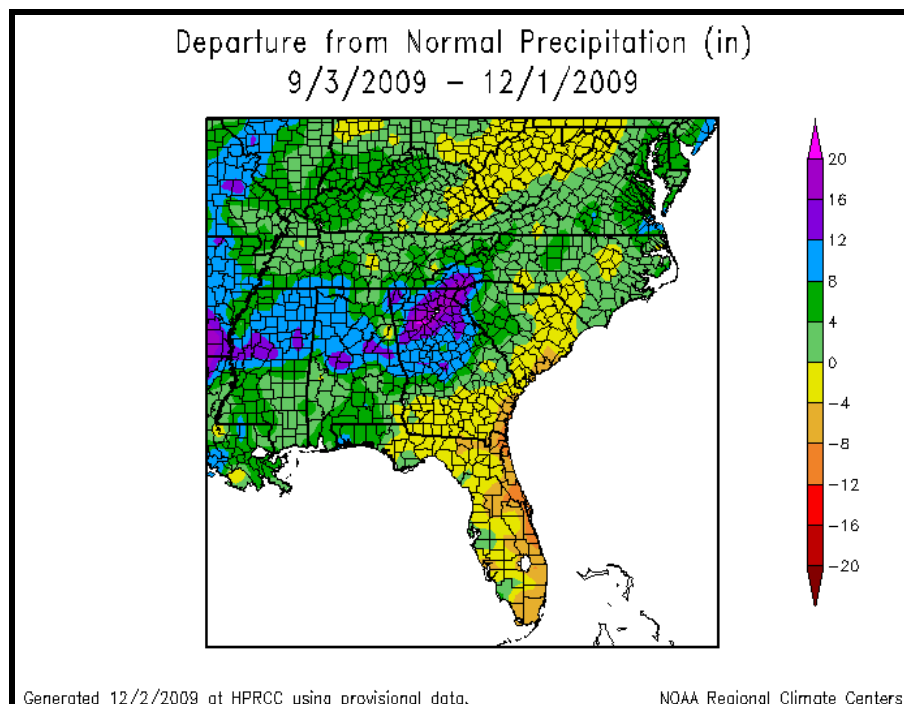 Departure from Normal Precipitation (in)
9/3/2009 – 12/1/2009
20
16
12
8
4
0
-4
-8
-12
-16
-20
Generated 12/2/2009 at HPRCC using provisional data.
NOAA Regional Climate Centers